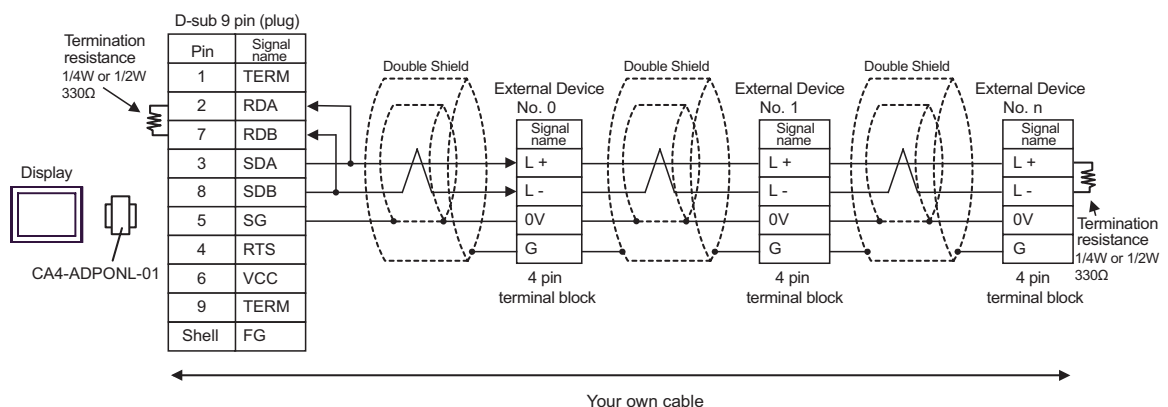 D-sub 9 pin (plug)
Termination
resistance
1/4W or 1/2W
330Ω
Pin Signal name
1 TERM
2 RDA
7 RDB
3 SDA
8 SDB
5 SG
4 RTS
6 VCC
9 TERM
Shell FG
Display
CA4-ADPONL-01
Double Shield
External Device
No. 0
Signal
name
L +
L -
0V
G
4 pin
terminal block
Double Shield
External Device
No. 1
Signal
name
L +
L -
0V
G
4 pin
terminal block
Double Shield
External Device
No. n
Signal
name
L +
L -
0V
G
4 pin
terminal block
Termination
resistance
1/4W or 1/2W
330Ω
Your own cable